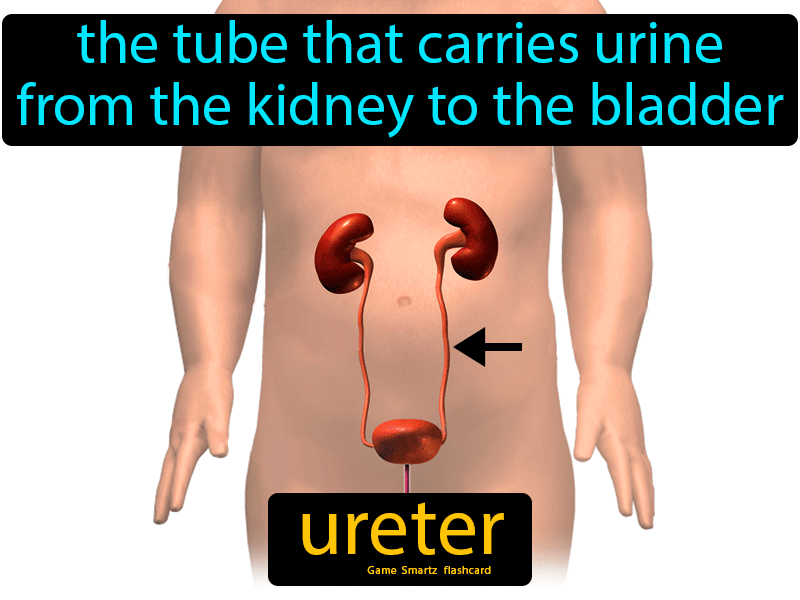 the tube that carries urine
from the kidney to the bladder
ureter
Game Smartz flashcard